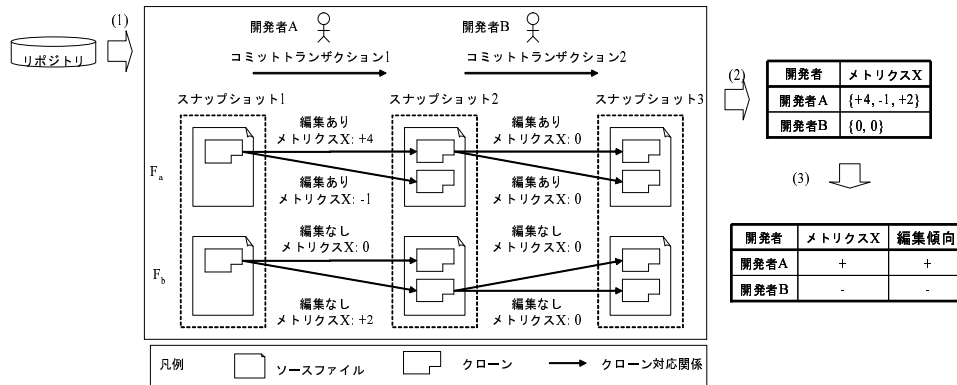 (1)
リポジトリ
開発者A
開発者B
コミットトランザクション1
コミットトランザクション2
スナップショット1
スナップショット2
スナップショット3
編集あり
メトリクスX: +4
編集あり
メトリクスX: 0
Fa
編集あり
メトリクスX: -1
編集あり
メトリクスX: 0
編集なし
メトリクスX: 0
編集なし
メトリクスX: 0
Fb
編集なし
メトリクスX: +2
編集なし
メトリクスX: 0
(2)
開発者 メトリクスX
開発者A {+4, -1, +2}
開発者B {0, 0}
(3)
開発者 メトリクスX 編集傾向
開発者A + +
開発者B - -
凡例 ソースファイル クローン クローン対応関係